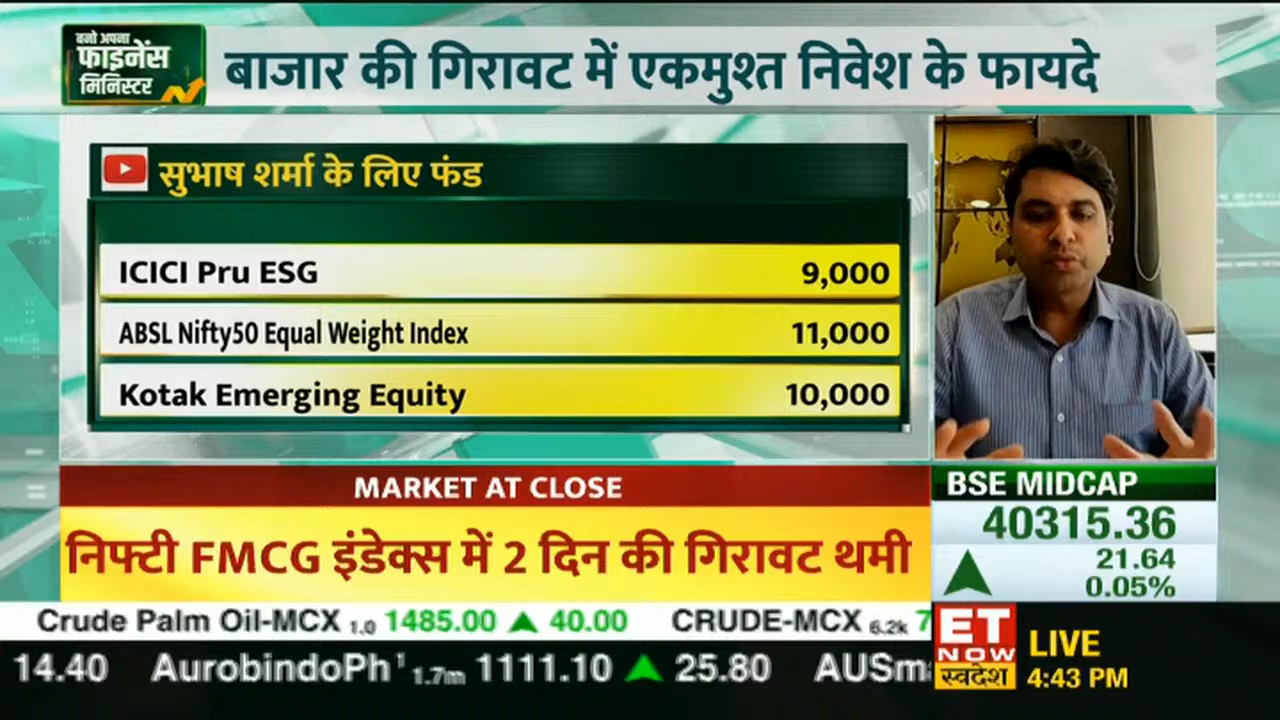 बनो अपना
फाइनेंस
मिनिस्टर
बाजार की गिरावट में एकमुश्त निवेश के फायदे
सुभाष शर्मा के लिए फंड
ICICI Pru ESG 9,000
ABSL Nifty50 Equal Weight Index 11,000
Kotak Emerging Equity 10,000
MARKET AT CLOSE
निफ्टी FMCG इंडेक्स में 2 दिन की गिरावट थमी
BSE MIDCAP
40315.36
21.64
0.05%
Crude Palm Oil-MCX 1.0 1485.00 ▲ 40.00 CRUDE-MCX 6.2k 7
14.40 AurobindoPh 1.7m 1111.10 ▲ 25.80 AUSm
ET
NOW
स्वदेश
LIVE
4:43 PM